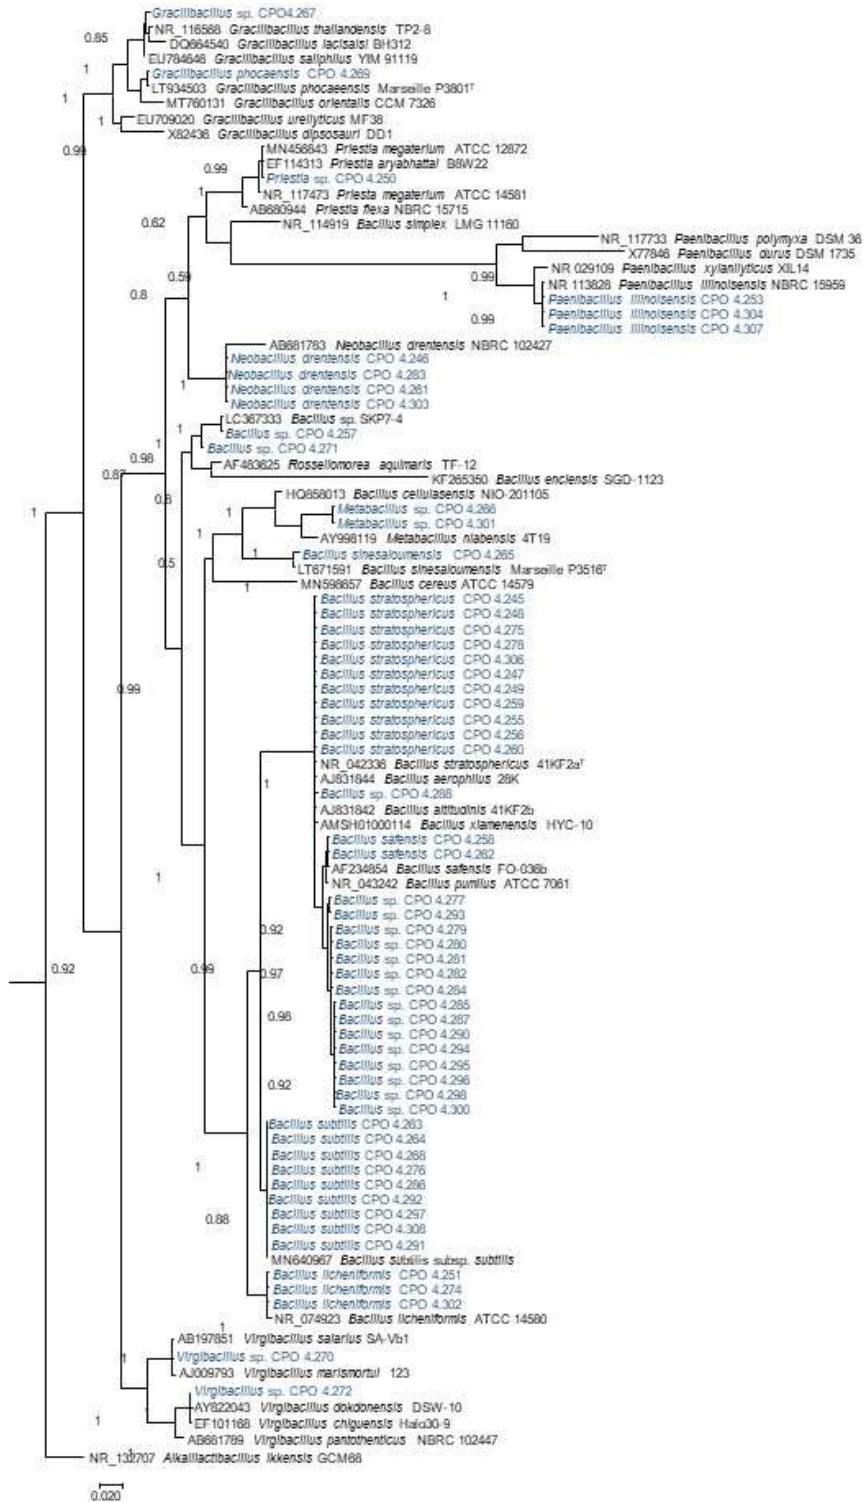 Gracilibacillus sp. CPO4.267
NR_116568 Gracilibacillus thailandensis TP2-8
0.85
DQ664540 Gracilibacillus lacisalsi BH312
EU784646 Gracilibacillus saliphilus YIM 91119
1
Gracilibacillus phocaensis CPO 4.269
LT934503 Gracilibacillus phocaeensis Marseille P3801T
1
MT760131 Gracilibacillus orientalis CCM 7326
1
EU709020 Gracilibacillus ureilyticus MF38
X82436 Gracilibacillus dipsosauri DD1
0.99
MN456843 Priestia megaterium ATCC 12872
EF114313 Priestia aryabhattai B8W22
0.99
Priestia sp. CPO 4.250
1
NR_117473 Priesta megaterium ATCC 14581
AB680944 Priestia flexa NBRC 15715
0.62
NR_114919 Bacillus simplex LMG 11160
NR_117733 Paenibacillus polymyxa DSM 36
X77846 Paenibacillus durus DSM 1735
0.59
0.99
NR 029109 Paenibacillus xylanilyticus XIL14
NR 113828 Paenibacillus illinoisensis NBRC 15959
0.8
1
Paenibacillus illinoisensis CPO 4.253
Paenibacillus illinoisensis CPO 4.304
0.99
Paenibacillus illinoisensis CPO 4.307
AB681783 Neobacillus drentensis NBRC 102427
Neobacillus drentensis CPO 4.246
Neobacillus drentensis CPO 4.283
1
Neobacillus drentensis CPO 4.261
Neobacillus drentensis CPO 4.303
LC367333 Bacillus sp. SKP7-4
1
Bacillus sp. CPO 4.257
1
Bacillus sp. CPO 4.271
0.98
AF483625 Rossellomorea aquimaris TF-12
0.87
KF265350 Bacillus enclensis SGD-1123
HQ858013 Bacillus cellulasensis NIO-201105
0.6
Metabacillus sp. CPO 4.266
1
1
Metabacillus sp. CPO 4.301
AY998119 Metabacillus niabensis 4T19
1
Bacillus sinesaloumensis CPO 4.265
0.5
LT671591 Bacillus sinesaloumensis Marseille P3516T
MN598657 Bacillus cereus ATCC 14579
1
Bacillus stratosphericus CPO 4.245
Bacillus stratosphericus CPO 4.248
Bacillus stratosphericus CPO 4.275
Bacillus stratosphericus CPO 4.278
Bacillus stratosphericus CPO 4.306
Bacillus stratosphericus CPO 4.247
0.99
Bacillus stratosphericus CPO 4.249
Bacillus stratosphericus CPO 4.259
Bacillus stratosphericus CPO 4.255
Bacillus stratosphericus CPO 4.256
Bacillus stratosphericus CPO 4.260
NR_042336 Bacillus stratosphericus 41KF2aT
AJ831844 Bacillus aerophilus 28K
1
Bacillus sp. CPO 4.288
AJ831842 Bacillus altitudinis 41KF2b
AMSH01000114 Bacillus xiamenensis HYC-10
Bacillus safensis CPO 4.258
Bacillus safensis CPO 4.262
AF234854 Bacillus safensis FO-036b
1
NR_043242 Bacillus pumilus ATCC 7061
Bacillus sp. CPO 4.277
Bacillus sp. CPO 4.293
0.92
Bacillus sp. CPO 4.279
Bacillus sp. CPO 4.280
Bacillus sp. CPO 4.281
0.92
0.99
0.97
Bacillus sp. CPO 4.282
Bacillus sp. CPO 4.284
Bacillus sp. CPO 4.285
0.98
Bacillus sp. CPO 4.287
Bacillus sp. CPO 4.290
Bacillus sp. CPO 4.294
Bacillus sp. CPO 4.295
0.92
Bacillus sp. CPO 4.296
Bacillus sp. CPO 4.298
Bacillus sp. CPO 4.300
Bacillus subtilis CPO 4.263
Bacillus subtilis CPO 4.264
Bacillus subtilis CPO 4.268
1
Bacillus subtilis CPO 4.276
Bacillus subtilis CPO 4.286
Bacillus subtilis CPO 4.292
Bacillus subtilis CPO 4.297
0.88
Bacillus subtilis CPO 4.308
Bacillus subtilis CPO 4.291
MN640967 Bacillus subtilis subsp. subtilis
Bacillus licheniformis CPO 4.251
Bacillus licheniformis CPO 4.274
Bacillus licheniformis CPO 4.302
NR_074923 Bacillus licheniformis ATCC 14580
1
AB197851 Virgibacillus salarius SA-Vb1
1
Virgibacillus sp. CPO 4.270
AJ009793 Virgibacillus marismortui 123
Virgibacillus sp. CPO 4.272
AY822043 Virgibacillus dokdonensis DSW-10
1
EF101168 Virgibacillus chiguensis Halo30-9
AB681789 Virgibacillus pantothenticus NBRC 102447
1
NR_132707 Alkalilactibacillus ikkensis GCM68
0.020